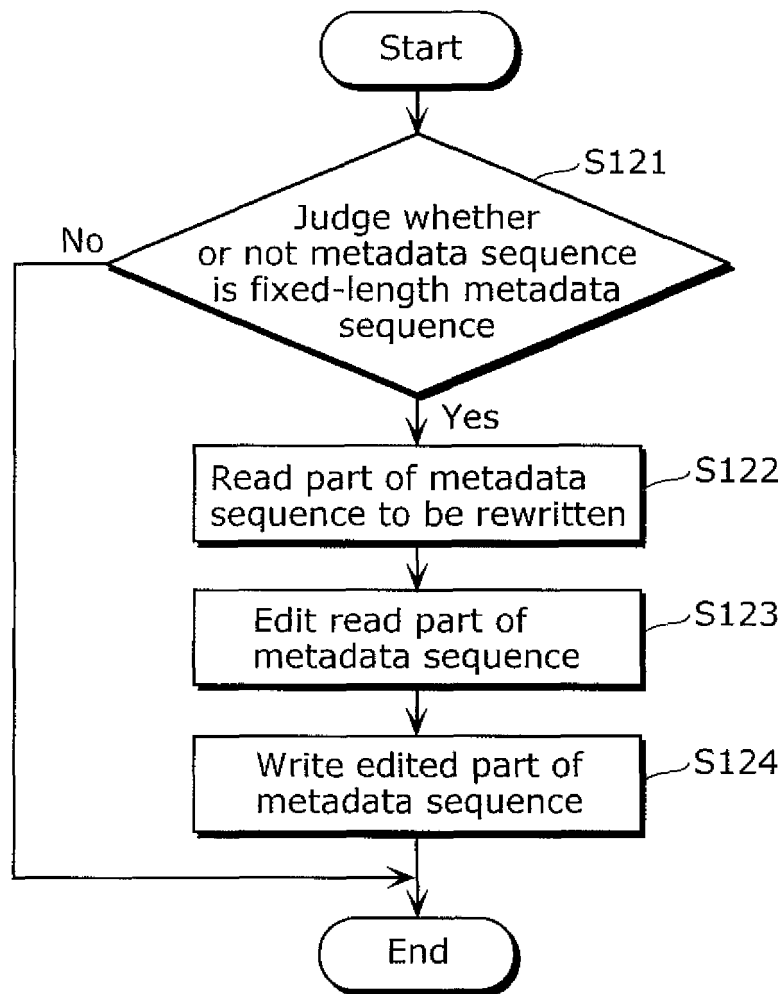 Start
S121
Judge whether
or not metadata sequence
is fixed-length metadata
sequence
No
Yes
S122
Read part of metadata
sequence to be rewritten
S123
Edit read part of
metadata sequence
S124
Write edited part of
metadata sequence
End